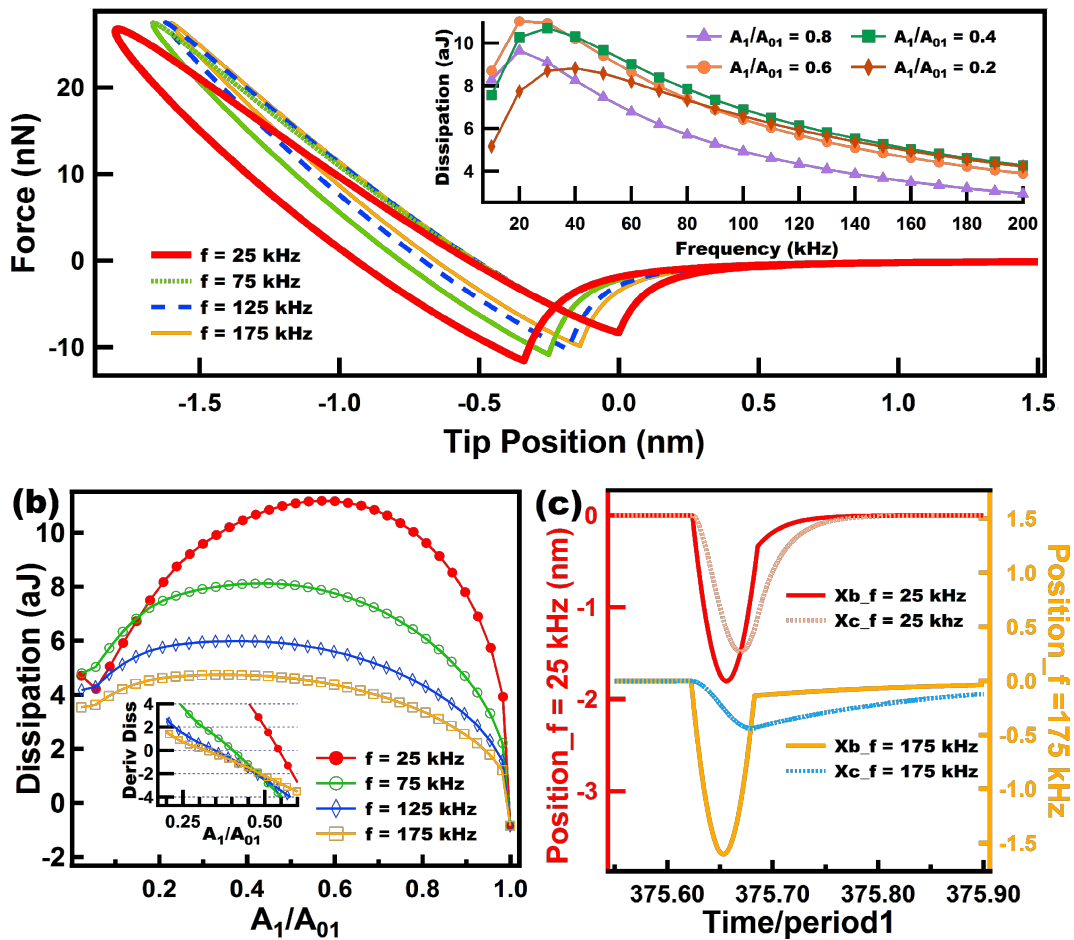 Force (nN)
20
10
0
-10
f = 25 kHz
f = 75 kHz
f = 125 kHz
f = 175 kHz
-1.5
-1.0
-0.5
0.0
0.5
1.0
1.5
Tip Position (nm)
Dissipation (aJ)
10
8
6
4
A1/A01 = 0.8
A1/A01 = 0.4
A1/A01 = 0.6
A1/A01 = 0.2
20 40 60 80 100 120 140 160 180 200
Frequency (kHz)
(b)
Dissipation (aJ)
10
8
6
4
2
0
-2
Deriv Diss
4
2
0
-2
-4
0.25 0.50
A1/A01
f = 25 kHz
f = 75 kHz
f = 125 kHz
f = 175 kHz
0.2 0.4 0.6 0.8 1.0
A1/A01
(c)
Position_f = 25 kHz (nm)
0
-1
-2
-3
Xb_f = 25 kHz
Xc_f = 25 khz
Xb_f = 175 kHz
Xc_f = 175 kHz
1.5
1.0
0.5
0.0
-0.5
-1.0
-1.5
Position_f =175 kHz
375.60 375.70 375.80 375.90
Time/period1